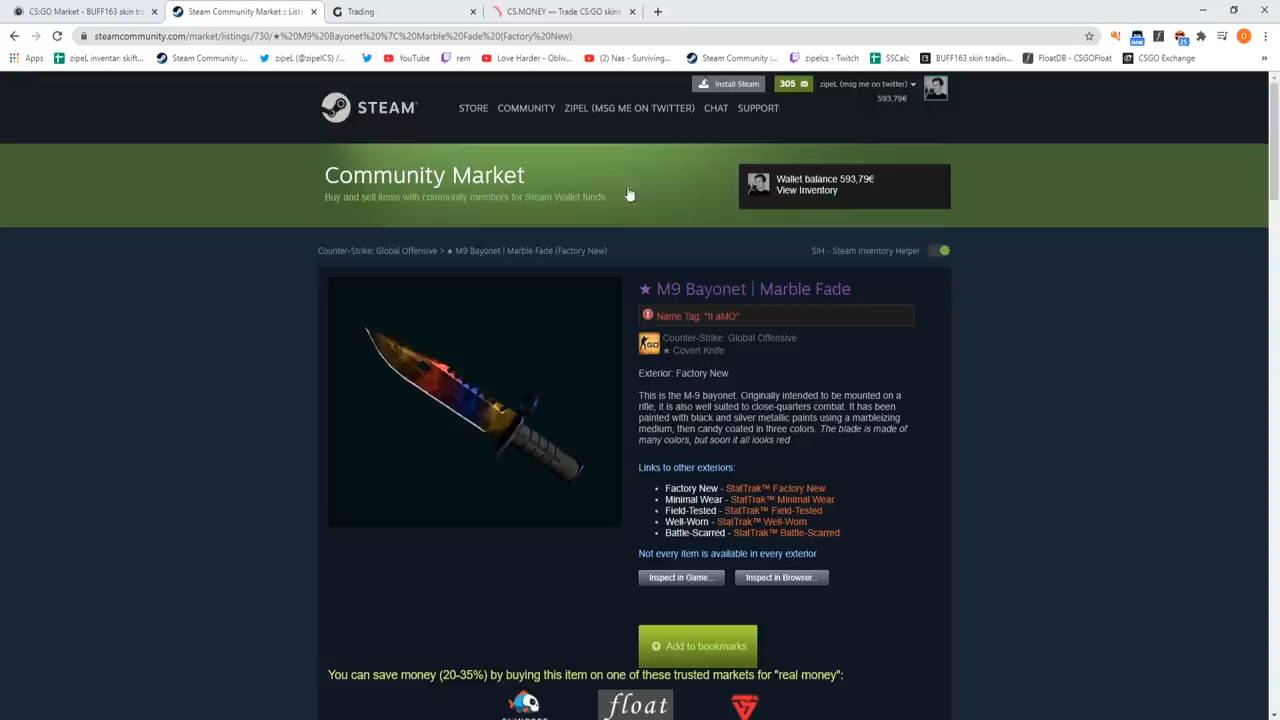 CS:GO Market - BUFF163 skin tr
Steam Community Market :: Listi
Trading
CS.MONEY — Trade CS:GO skins
steamcommunity.com/market/listings/730/★%20M9%20Bayonet%20%7C%20Marble%20Fade%20(Factory%20New)
Apps
zipeL inventar: skift...
Steam Community :...
zipeL (@zipelCS) /...
YouTube
rem
Love Harder - Obliv...
(2) Nas - Surviving...
Steam Community :...
zipelcs - Twitch
SSCalc
BUFF163 skin tradin...
FloatDB - CSGOFloat
CSGO Exchange
Install Steam
305
zipeL (msg me on twitter)
593,79€
STEAM
STORE COMMUNITY ZIPEL (MSG ME ON TWITTER) CHAT SUPPORT
Community Market
Buy and sell items with community members for Steam Wallet funds.
Wallet balance 593,79€
View Inventory
Counter-Strike: Global Offensive > ★ M9 Bayonet | Marble Fade (Factory New)
SIH - Steam Inventory Helper
★ M9 Bayonet | Marble Fade
Counter-Strike: Global Offensive
★ Covert Knife
Exterior: Factory New
This is the M-9 bayonet. Originally intended to be mounted on a
rifle, it is also well suited to close-quarters combat. It has been
painted with black and silver metallic paints using a marbleizing
medium, then candy coated in three colors. The blade is made of
many colors, but soon it all looks red
Links to other exteriors:
Factory New - StatTrak™ Factory New
Minimal Wear - StatTrak™ Minimal Wear
Field-Tested - StatTrak™ Field-Tested
Well-Worn - StatTrak™ Well-Worn
Battle-Scarred - StatTrak™ Battle-Scarred
Not every item is available in every exterior
Inspect in Game...
Inspect in Browser...
Add to bookmarks
You can save money (20-35%) by buying this item on one of these trusted markets for "real money":
float